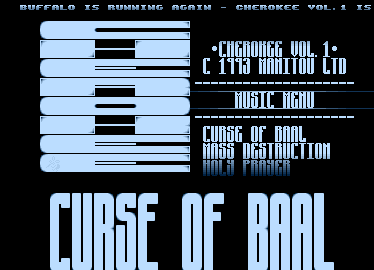 BUFFALO IS RUNNING AGAIN - CHEROKEE VOL.1 IS
•CHEROKEE VOL.1•
C 1993 MANITOU LTD
MUSIC MENU
CURSE OF BAAL
MASS DESTRUCTION
HOLY PRAYER
CURSE OF BAAL